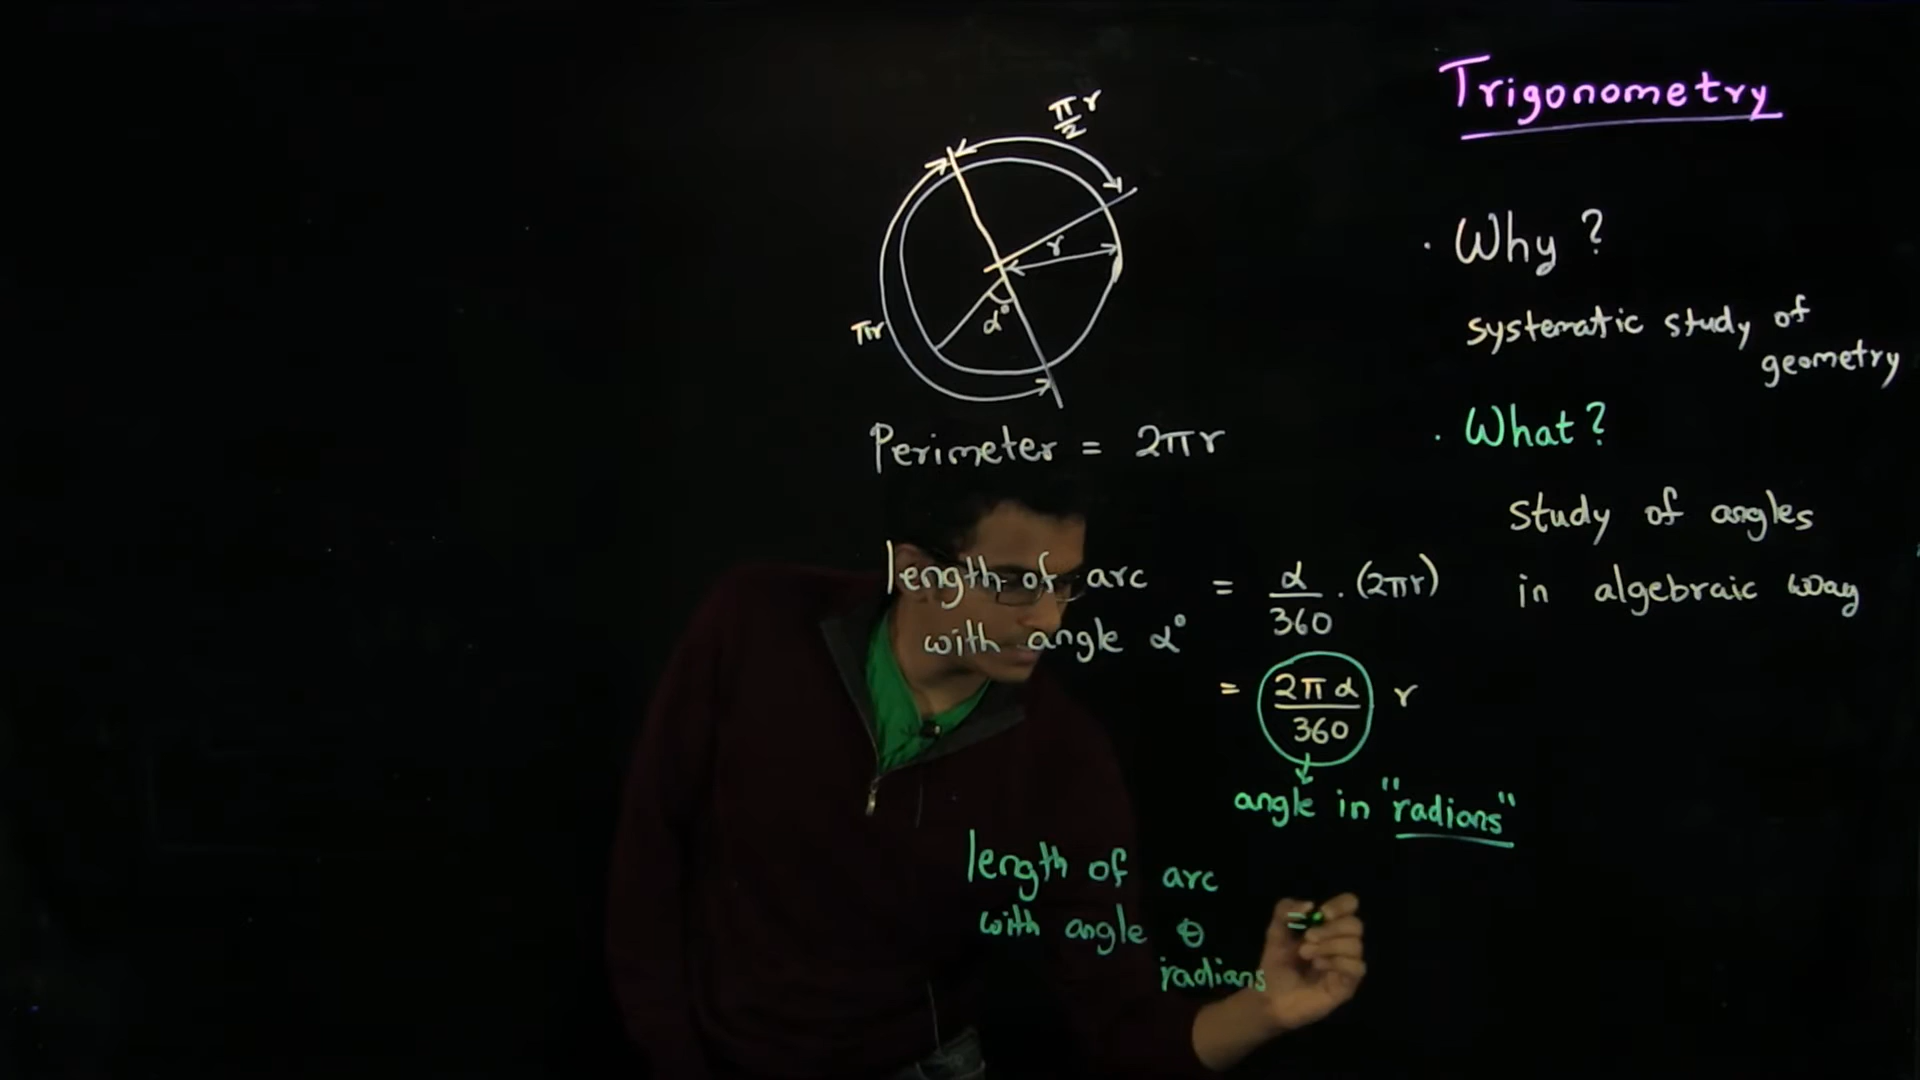 Trigonometry
π/2 r
r
α°
πr
Perimeter = 2πr
length of arc = α/360 . (2πr)
with angle α°
= 2πα/360 r
angle in "radians"
length of arc
with angle θ =
radians
· Why?
systematic study of
geometry
· What?
Study of angles
in algebraic way